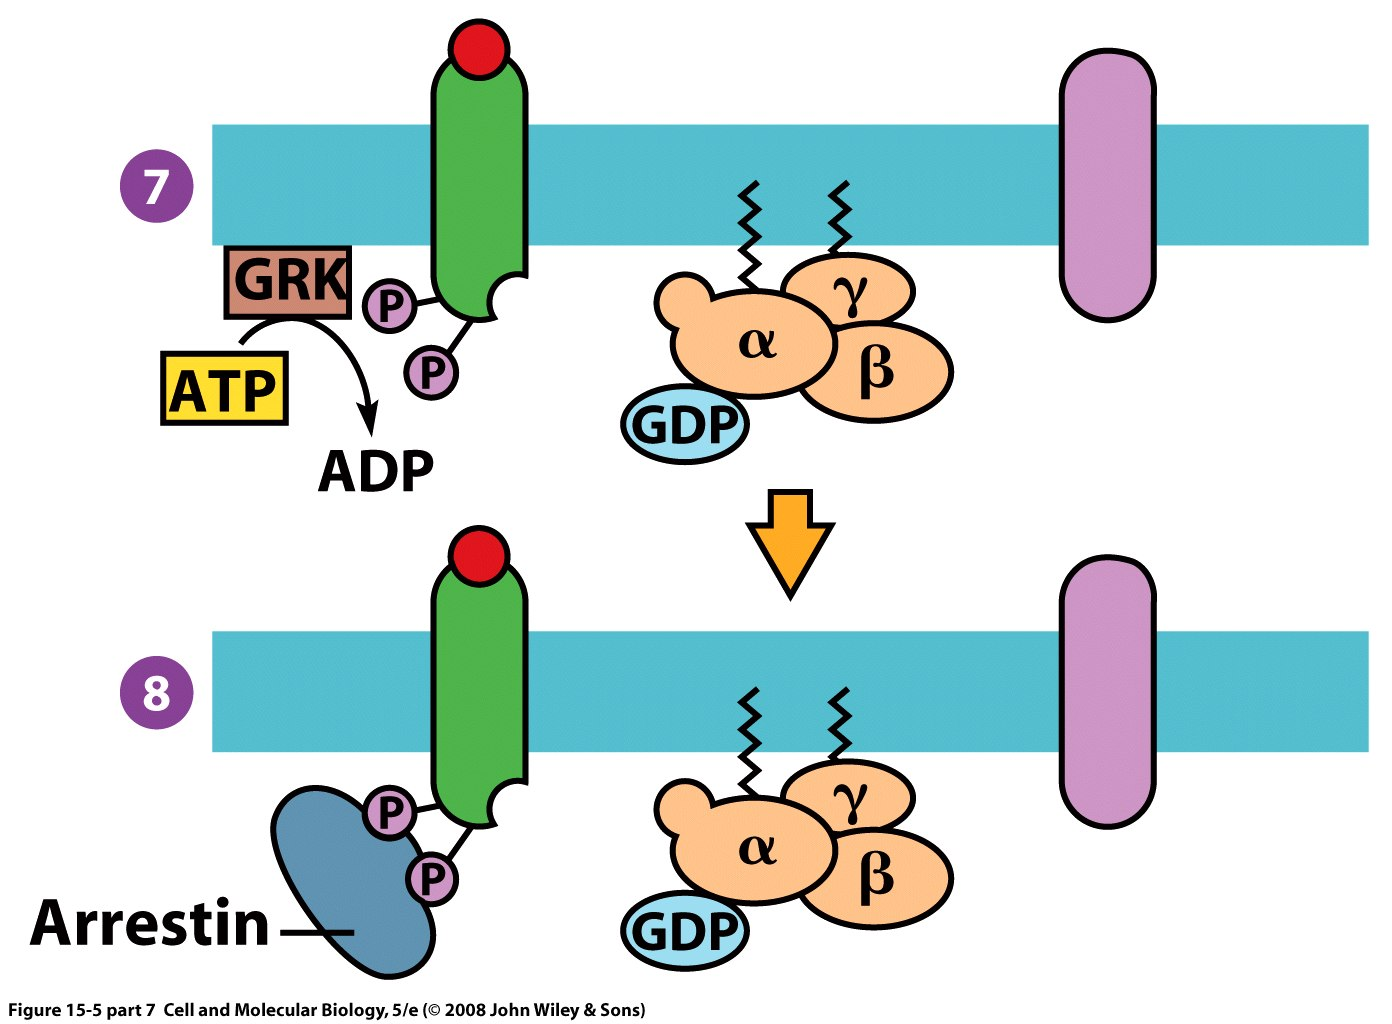 7
GRK
P
P
ATP
ADP
γ
α
β
GDP
8
P
P
Arrestin
γ
α
β
GDP
Figure 15-5 part 7 Cell and Molecular Biology, 5/e (© 2008 John Wiley & Sons)